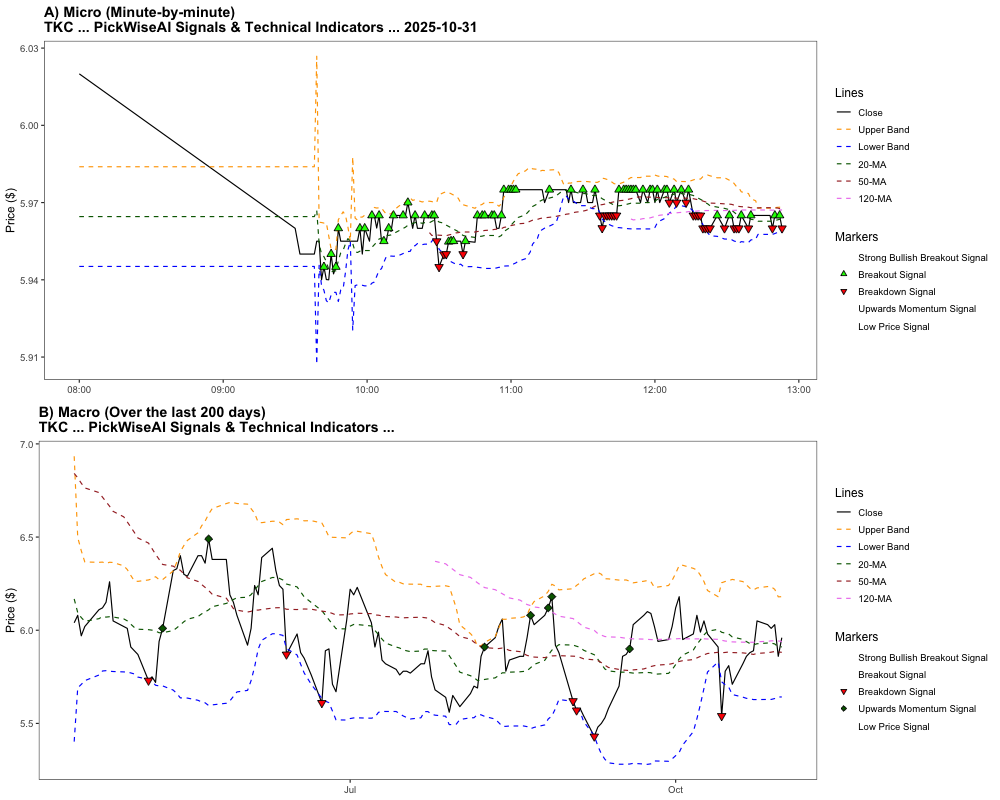 A) Micro (Minute-by-minute)
TKC ... PickWiseAI Signals & Technical Indicators ... 2025-10-31
Price ($)
6.03
6.00
5.97
5.94
5.91
08:00
09:00
10:00
11:00
12:00
13:00
Lines
Close
Upper Band
Lower Band
20-MA
50-MA
120-MA
Markers
Strong Bullish Breakout Signal
Breakout Signal
Breakdown Signal
Upwards Momentum Signal
Low Price Signal
B) Macro (Over the last 200 days)
TKC ... PickWiseAI Signals & Technical Indicators ...
Price ($)
7.0
6.5
6.0
5.5
Jul
Oct
Lines
Close
Upper Band
Lower Band
20-MA
50-MA
120-MA
Markers
Strong Bullish Breakout Signal
Breakout Signal
Breakdown Signal
Upwards Momentum Signal
Low Price Signal